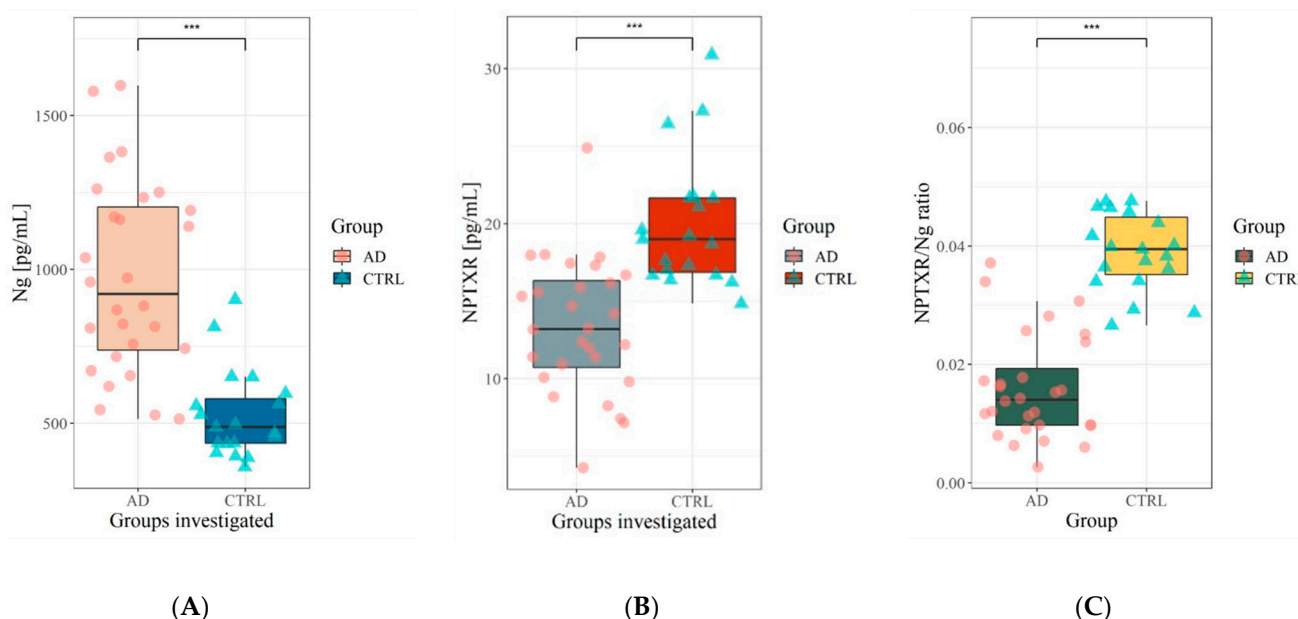 ***
Ng [pg/mL]
1500
1000
500
AD CTRL
Groups investigated
Group
AD
CTRL
(A)
***
NPTXR [pg/mL]
30
20
10
AD CTRL
Groups investigated
Group
AD
CTRL
(B)
***
NPTXR/Ng ratio
0.06
0.04
0.02
0.00
AD CTRL
Group
Group
AD
CTR
(C)